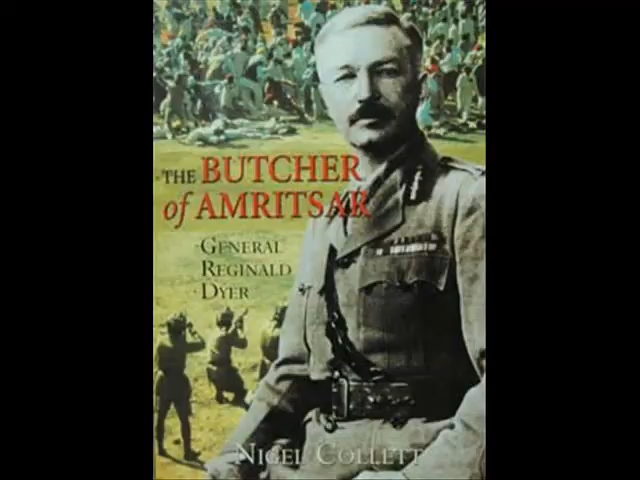 THE BUTCHER
of AMRITSAR
GENERAL
REGINALD
DYER
NIGEL COLLETT